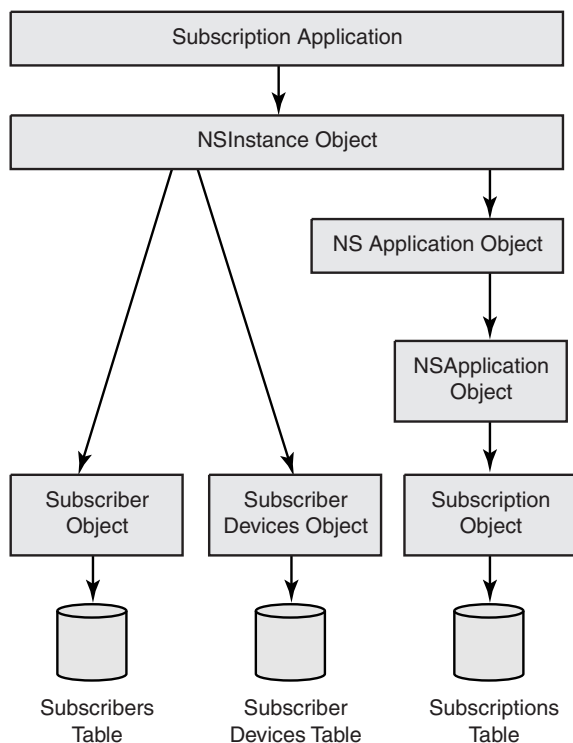 Subscription Application
NSInstance Object
NS Application Object
NSApplication
Object
Subscriber
Object
Subscriber
Devices Object
Subscription
Object
Subscribers
Table
Subscriber
Devices Table
Subscriptions
Table